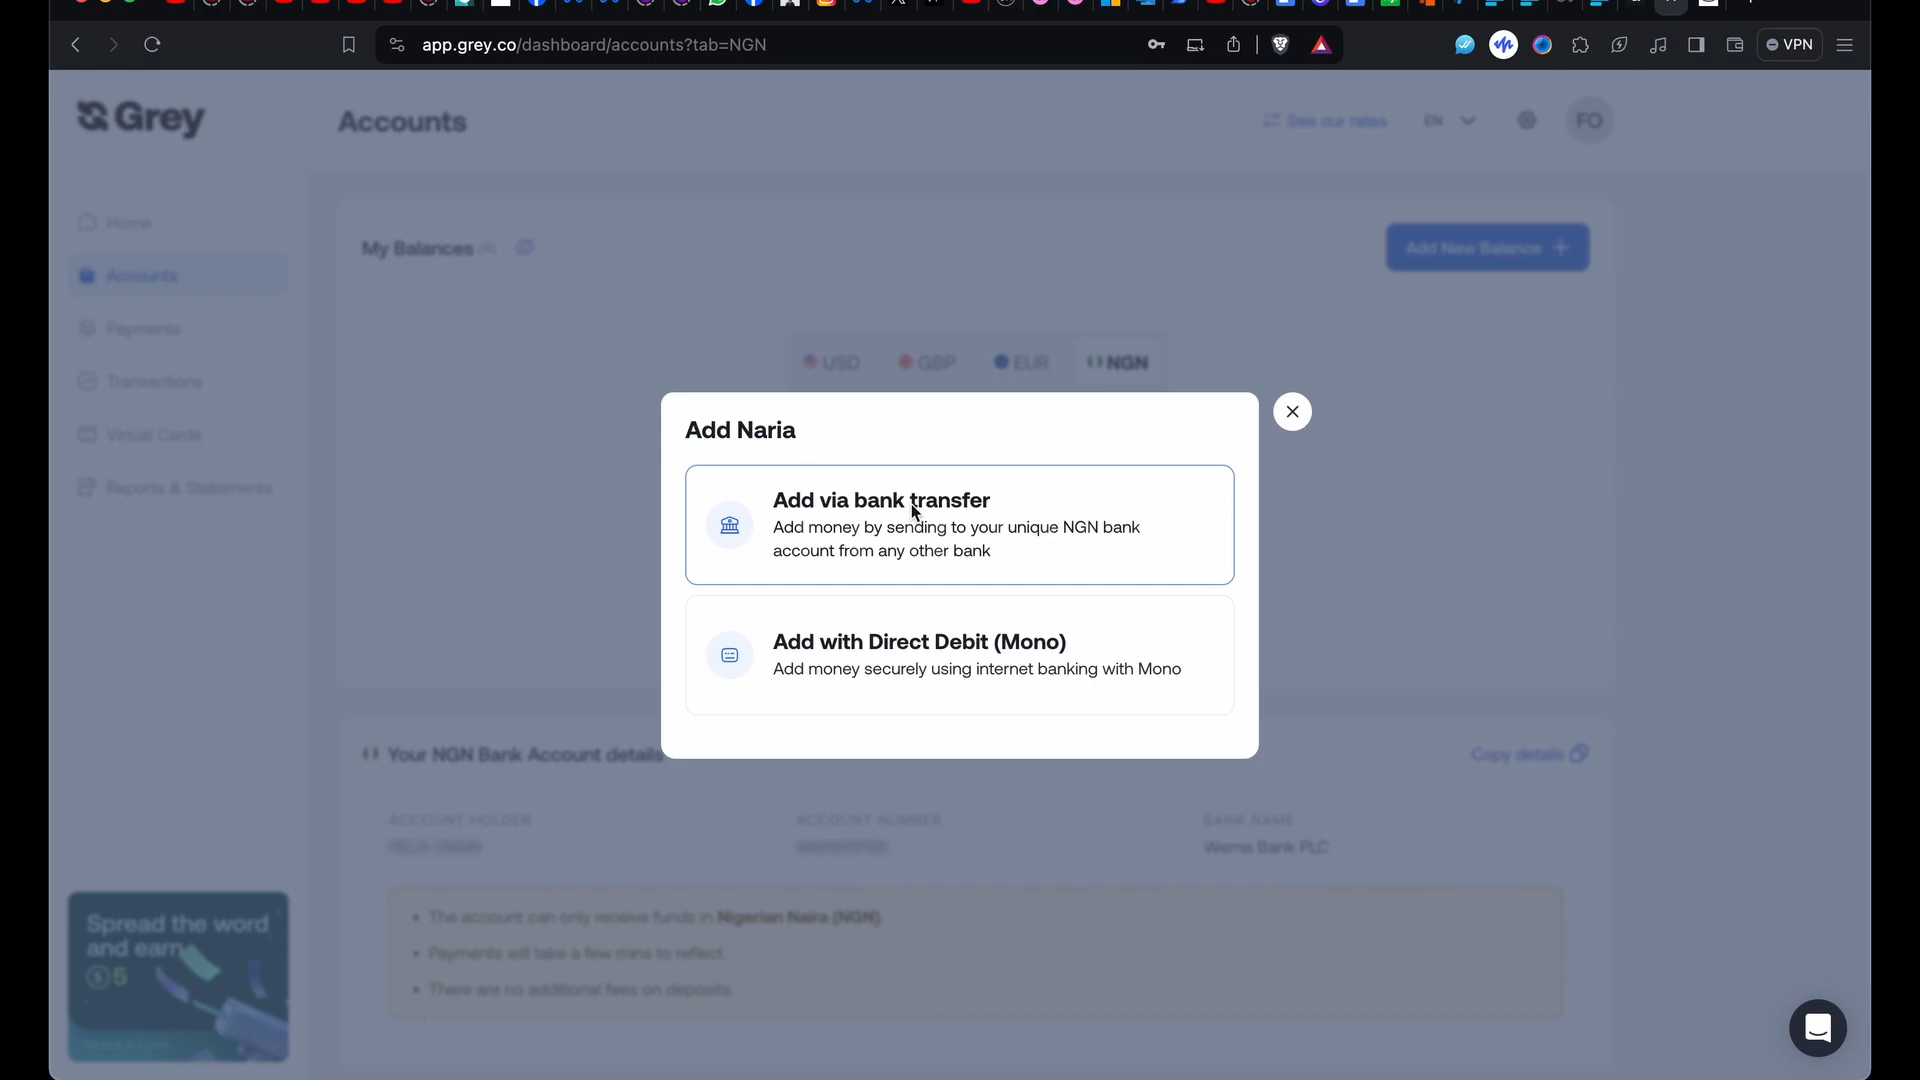 app.grey.co/dashboard/accounts?tab=NGN
VPN
Grey
Accounts
See our rates
EN
FO
Home
Accounts
Payments
Transactions
Virtual Cards
Reports & Statements
My Balances (4)
Add New Balance +
USD
GBP
EUR
NGN
Add Naria
Add via bank transfer
Add money by sending to your unique NGN bank
account from any other bank
Add with Direct Debit (Mono)
Add money securely using internet banking with Mono
Your NGN Bank Account details
Copy details
ACCOUNT HOLDER
ACCOUNT NUMBER
BANK NAME
Wema Bank PLC
• The account can only receive funds in Nigerian Naira (NGN)
• Payments will take a few mins to reflect.
• There are no additional fees on deposits.
Spread the word
and earn
$ 5